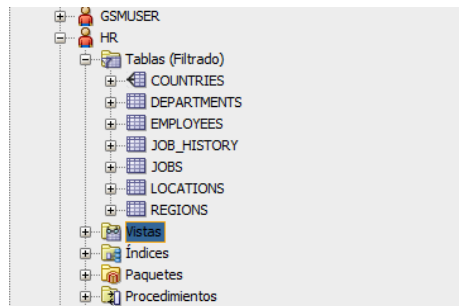 GSMUSER
HR
Tablas (Filtrado)
COUNTRIES
DEPARTMENTS
EMPLOYEES
JOB_HISTORY
JOBS
LOCATIONS
REGIONS
Vistas
Índices
Paquetes
Procedimientos